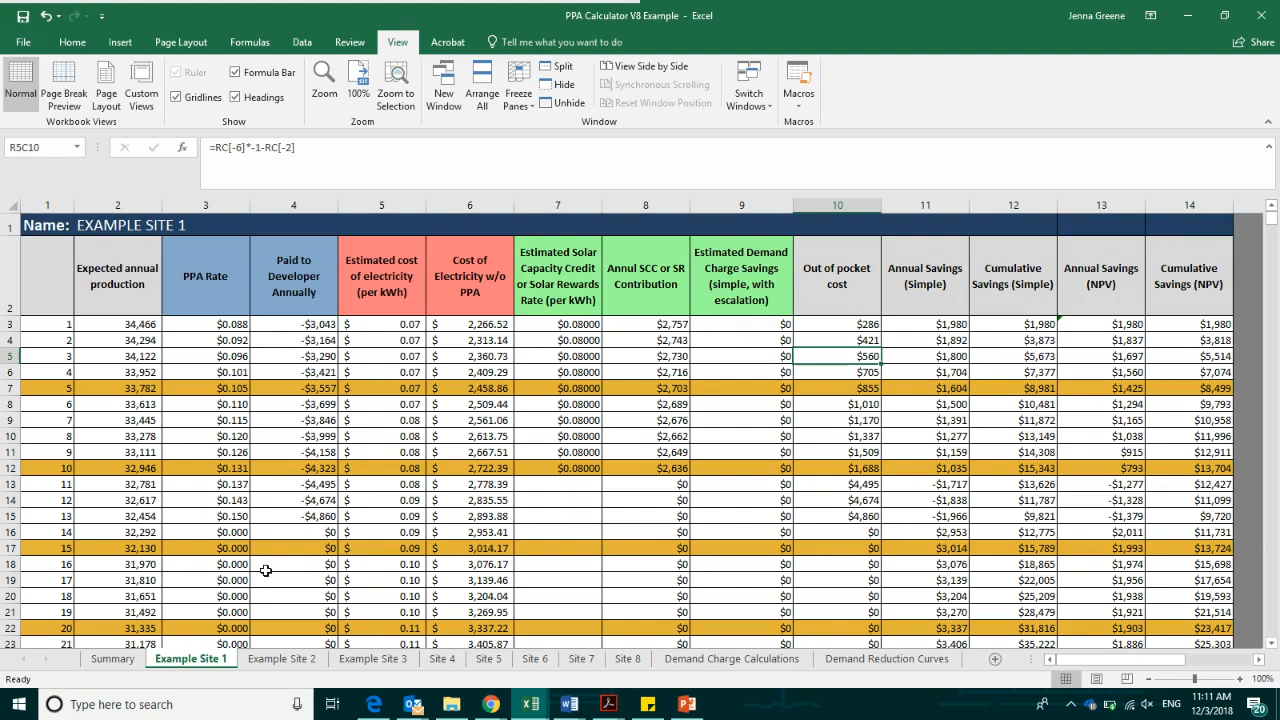 PPA Calculator V8 Example - Excel
Jenna Greene
File Home Insert Page Layout Formulas Data Review View Acrobat Tell me what you want to do Share
Normal
Page Break Preview
Page Layout
Custom Views
Ruler
Gridlines
Formula Bar
Headings
Zoom
100%
Zoom to Selection
New Window
Arrange All
Freeze Panes
Split
Hide
Unhide
View Side by Side
Synchronous Scrolling
Reset Window Position
Switch Windows
Macros
Workbook Views Show Zoom Window Macros
R5C10 fx =RC[-6]*-1-RC[-2]
1 2 3 4 5 6 7 8 9 10 11 12 13 14
1 Name: EXAMPLE SITE 1
2
Expected annual production
PPA Rate
Paid to Developer Annually
Estimated cost of electricity (per kWh)
Cost of Electricity w/o PPA
Estimated Solar Capacity Credit or Solar Rewards Rate (per kWh)
Annul SCC or SR Contribution
Estimated Demand Charge Savings (simple, with escalation)
Out of pocket cost
Annual Savings (Simple)
Cumulative Savings (Simple)
Annual Savings (NPV)
Cumulative Savings (NPV)
3 1 34,466 $0.088 -$3,043 $ 0.07 $ 2,266.52 $0.08000 $2,757 $0 $286 $1,980 $1,980 $1,980 $1,980
4 2 34,294 $0.092 -$3,164 $ 0.07 $ 2,313.14 $0.08000 $2,743 $0 $421 $1,892 $3,873 $1,837 $3,818
5 3 34,122 $0.096 -$3,290 $ 0.07 $ 2,360.73 $0.08000 $2,730 $0 $560 $1,800 $5,673 $1,697 $5,514
6 4 33,952 $0.101 -$3,421 $ 0.07 $ 2,409.29 $0.08000 $2,716 $0 $705 $1,704 $7,377 $1,560 $7,074
7 5 33,782 $0.105 -$3,557 $ 0.07 $ 2,458.86 $0.08000 $2,703 $0 $855 $1,604 $8,981 $1,425 $8,499
8 6 33,613 $0.110 -$3,699 $ 0.07 $ 2,509.44 $0.08000 $2,689 $0 $1,010 $1,500 $10,481 $1,294 $9,793
9 7 33,445 $0.115 -$3,846 $ 0.08 $ 2,561.06 $0.08000 $2,676 $0 $1,170 $1,391 $11,872 $1,165 $10,958
10 8 33,278 $0.120 -$3,999 $ 0.08 $ 2,613.75 $0.08000 $2,662 $0 $1,337 $1,277 $13,149 $1,038 $11,996
11 9 33,111 $0.126 -$4,158 $ 0.08 $ 2,667.51 $0.08000 $2,649 $0 $1,509 $1,159 $14,308 $915 $12,911
12 10 32,946 $0.131 -$4,323 $ 0.08 $ 2,722.39 $0.08000 $2,636 $0 $1,688 $1,035 $15,343 $793 $13,704
13 11 32,781 $0.137 -$4,495 $ 0.08 $ 2,778.39 $0 $0 $4,495 -$1,717 $13,626 -$1,277 $12,427
14 12 32,617 $0.143 -$4,674 $ 0.09 $ 2,835.55 $0 $0 $4,674 -$1,838 $11,787 -$1,328 $11,099
15 13 32,454 $0.150 -$4,860 $ 0.09 $ 2,893.88 $0 $0 $4,860 -$1,966 $9,821 -$1,379 $9,720
16 14 32,292 $0.000 $0 $ 0.09 $ 2,953.41 $0 $0 $0 $2,953 $12,775 $2,011 $11,731
17 15 32,130 $0.000 $0 $ 0.09 $ 3,014.17 $0 $0 $0 $3,014 $15,789 $1,993 $13,724
18 16 31,970 $0.000 $0 $ 0.10 $ 3,076.17 $0 $0 $0 $3,076 $18,865 $1,974 $15,698
19 17 31,810 $0.000 $0 $ 0.10 $ 3,139.46 $0 $0 $0 $3,139 $22,005 $1,956 $17,654
20 18 31,651 $0.000 $0 $ 0.10 $ 3,204.04 $0 $0 $0 $3,204 $25,209 $1,938 $19,593
21 19 31,492 $0.000 $0 $ 0.10 $ 3,269.95 $0 $0 $0 $3,270 $28,479 $1,921 $21,514
22 20 31,335 $0.000 $0 $ 0.11 $ 3,337.22 $0 $0 $0 $3,337 $31,816 $1,903 $23,417
23 21 31,178 $0.000 $0 $ 0.11 $ 3,405.87 $0 $0 $0 $3,406 $35,222 $1,886 $25,303
Summary Example Site 1 Example Site 2 Example Site 3 Site 4 Site 5 Site 6 Site 7 Site 8 Demand Charge Calculations Demand Reduction Curves
Ready 100%
Type here to search
ENG
11:11 AM
12/3/2018
20